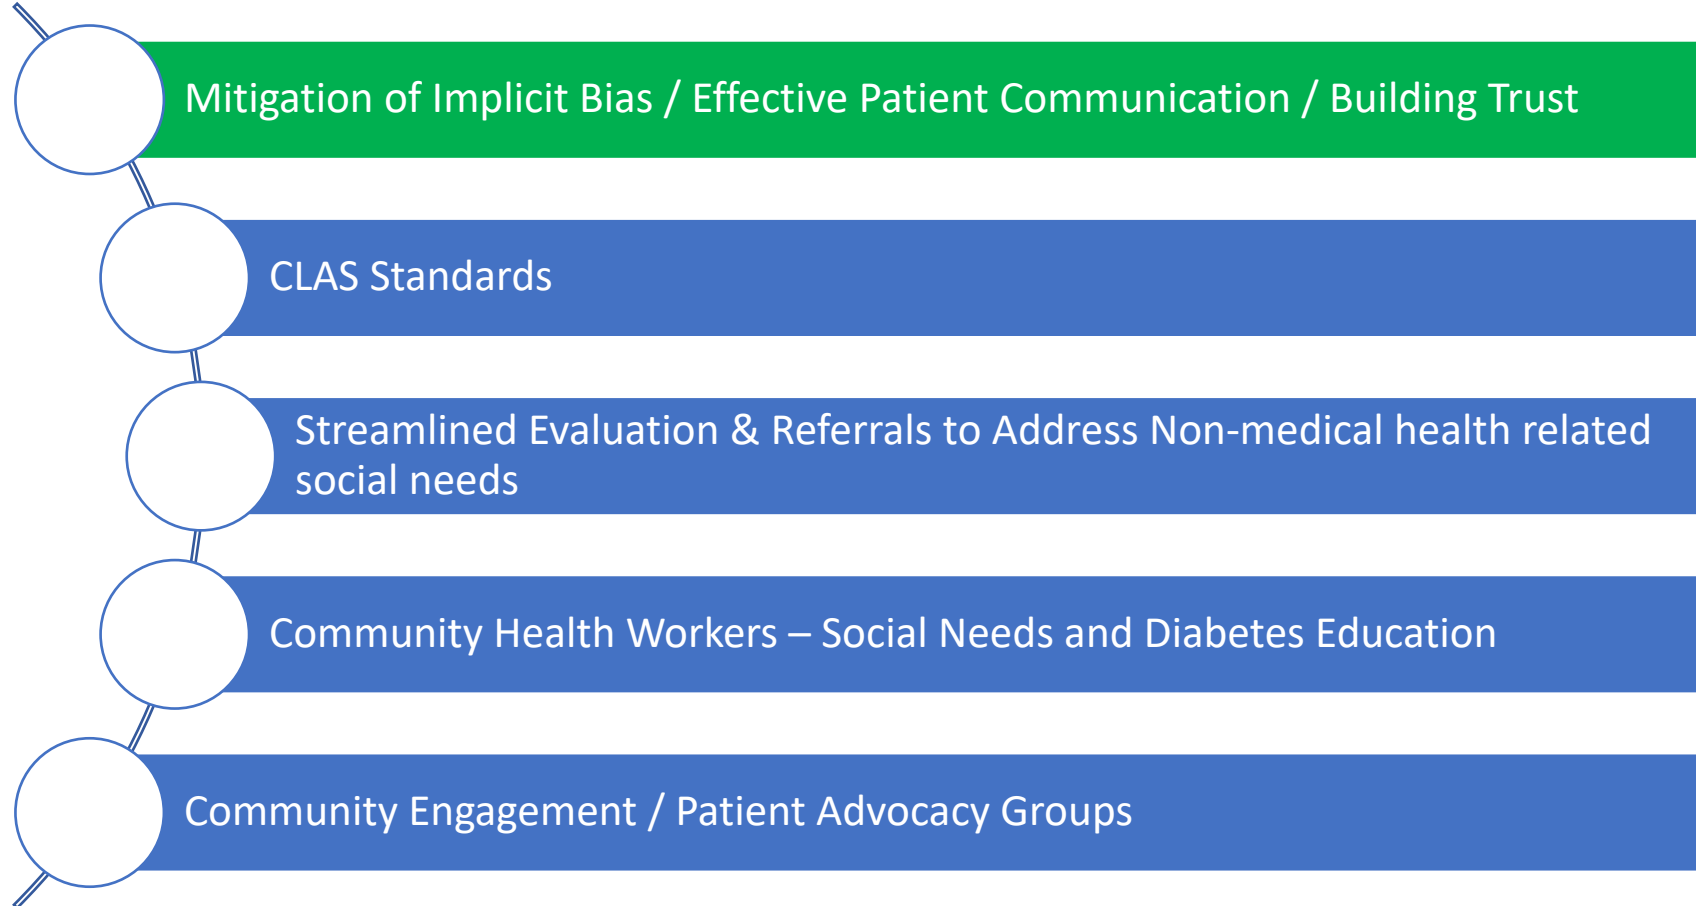 Mitigation of Implicit Bias / Effective Patient Communication / Building Trust
CLAS Standards
Streamlined Evaluation & Referrals to Address Non-medical health related
social needs
Community Health Workers – Social Needs and Diabetes Education
Community Engagement / Patient Advocacy Groups